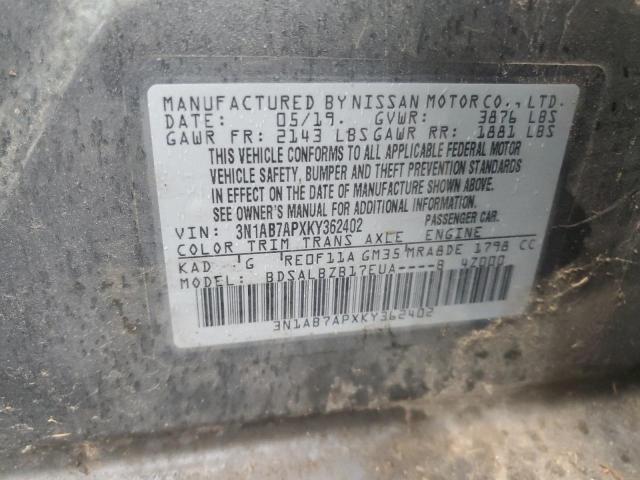 MANUFACTURED BY NISSAN MOTOR CO., LTD.
DATE: 05/19. GVWR: 3876 LBS
GAWR FR: 2143 LBS GAWR RR: 1881 LBS
THIS VEHICLE CONFORMS TO ALL APPLICABLE FEDERAL MOTOR
VEHICLE SAFETY, BUMPER AND THEFT PREVENTION STANDARDS
IN EFFECT ON THE DATE OF MANUFACTURE SHOWN ABOVE.
SEE OWNER'S MANUAL FOR ADDITIONAL INFORMATION.
VIN: 3N1AB7APXKY362402 PASSENGER CAR.
COLOR TRIM TRANS AXLE ENGINE
KAD G RE0F11A GM35 MRA8DE 1798 CC
MODEL: BDSALBZB17EUA----B 4Z000
3N1AB7APXKY362402